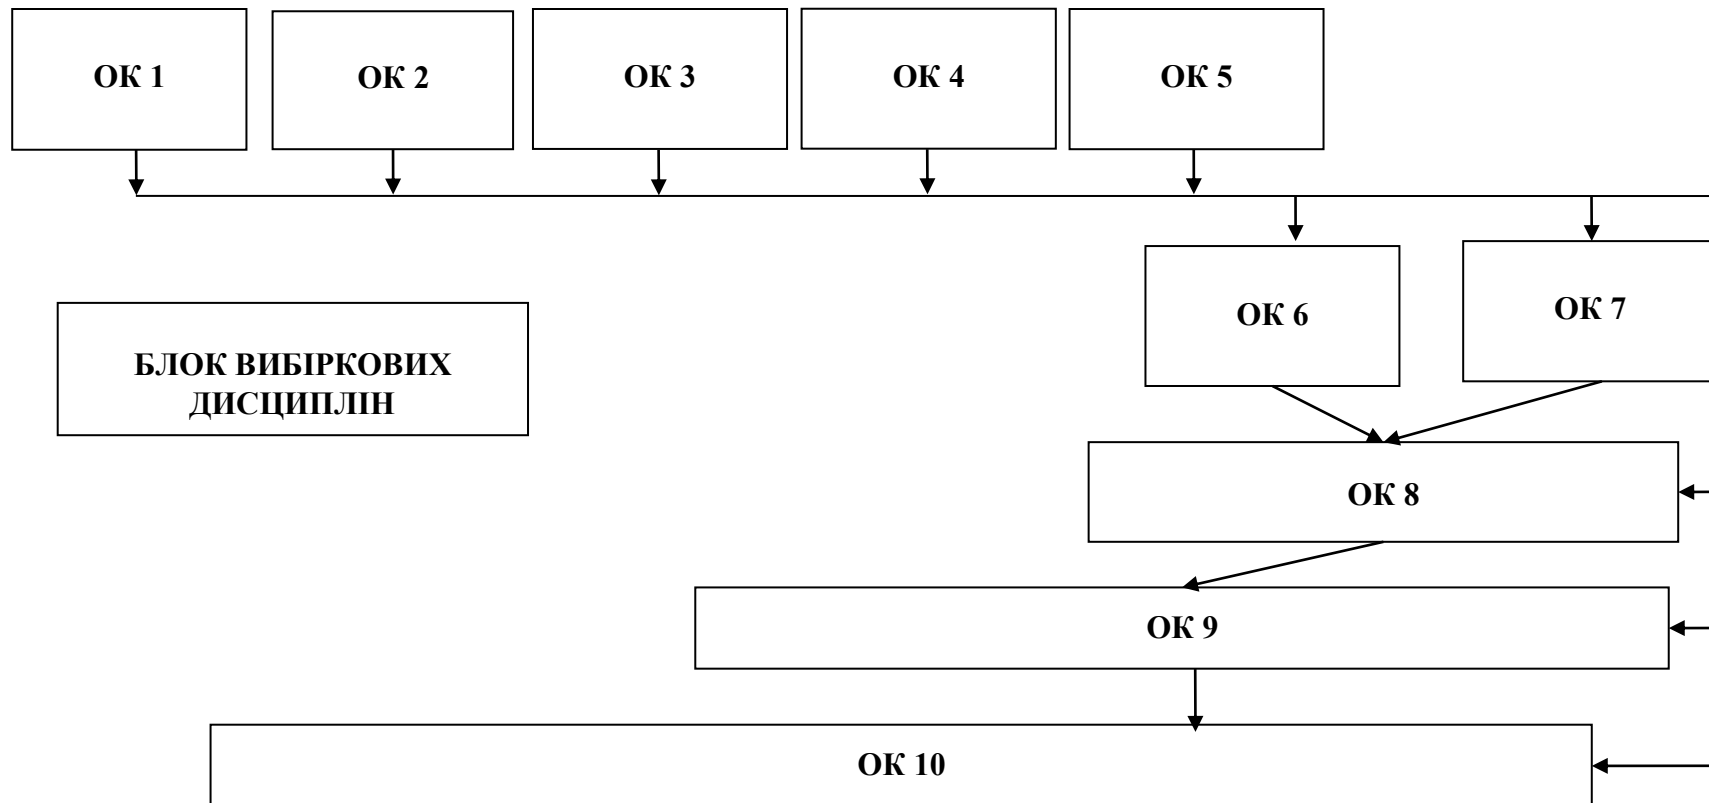 ОК 1
ОК 2
ОК 3
ОК 4
ОК 5
ОК 6
ОК 7
БЛОК ВИБІРКОВИХ
ДИСЦИПЛІН
ОК 8
ОК 9
ОК 10